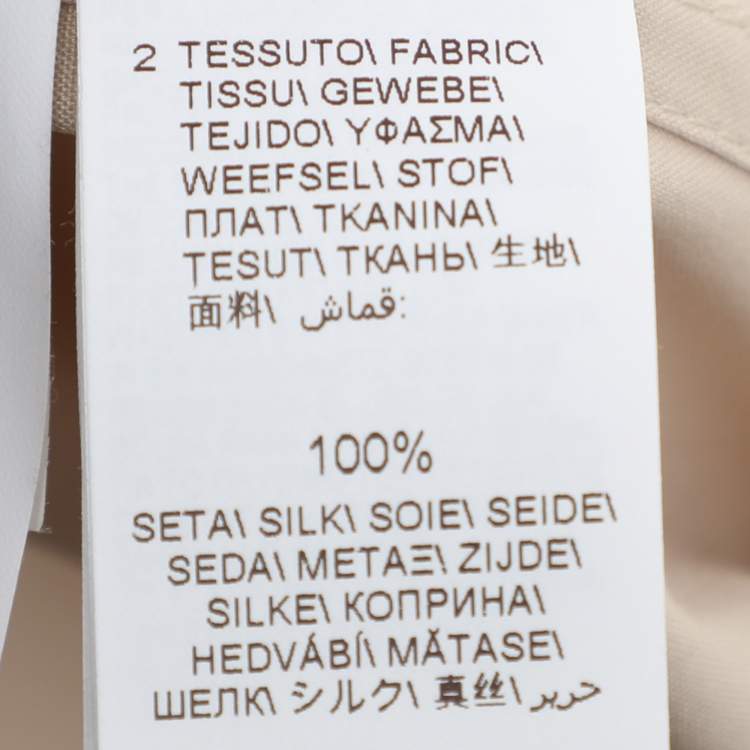 2 TESSUTO\ FABRIC\
TISSU\ GEWEBE\
TEJIDO\ ΥΦΑΣΜΑ\
WEEFSEL\ STOF\
ПЛАТ\ TKANINA\
ŢESUT\ ТКАНЬ\ 生地\
面料\ قماش:
100%
SETA\ SILK\ SOIE\ SEIDE\
SEDA\ ΜΕΤΑΞΙ\ ZIJDE\
SILKE\ КОПРИНА\
HEDVÁBÍ\ MĂTASE\
ШЕЛК\ シルク\ 真丝\ حرير